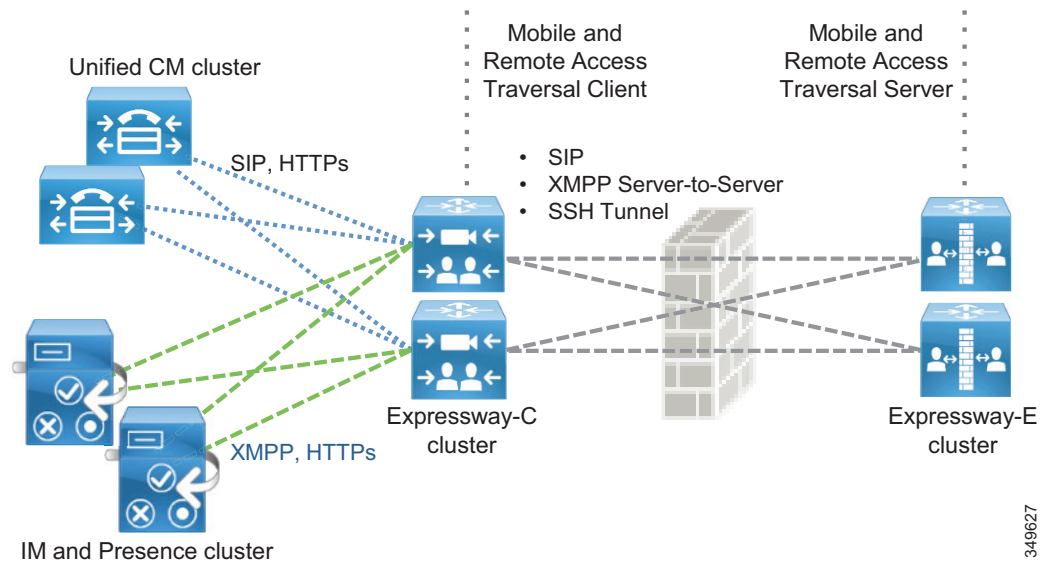 Unified CM cluster
Mobile and
Remote Access
Traversal Client
Mobile and
Remote Access
Traversal Server
SIP, HTTPs
• SIP
• XMPP Server-to-Server
• SSH Tunnel
Expressway-C
cluster
Expressway-E
cluster
XMPP, HTTPs
IM and Presence cluster
349627